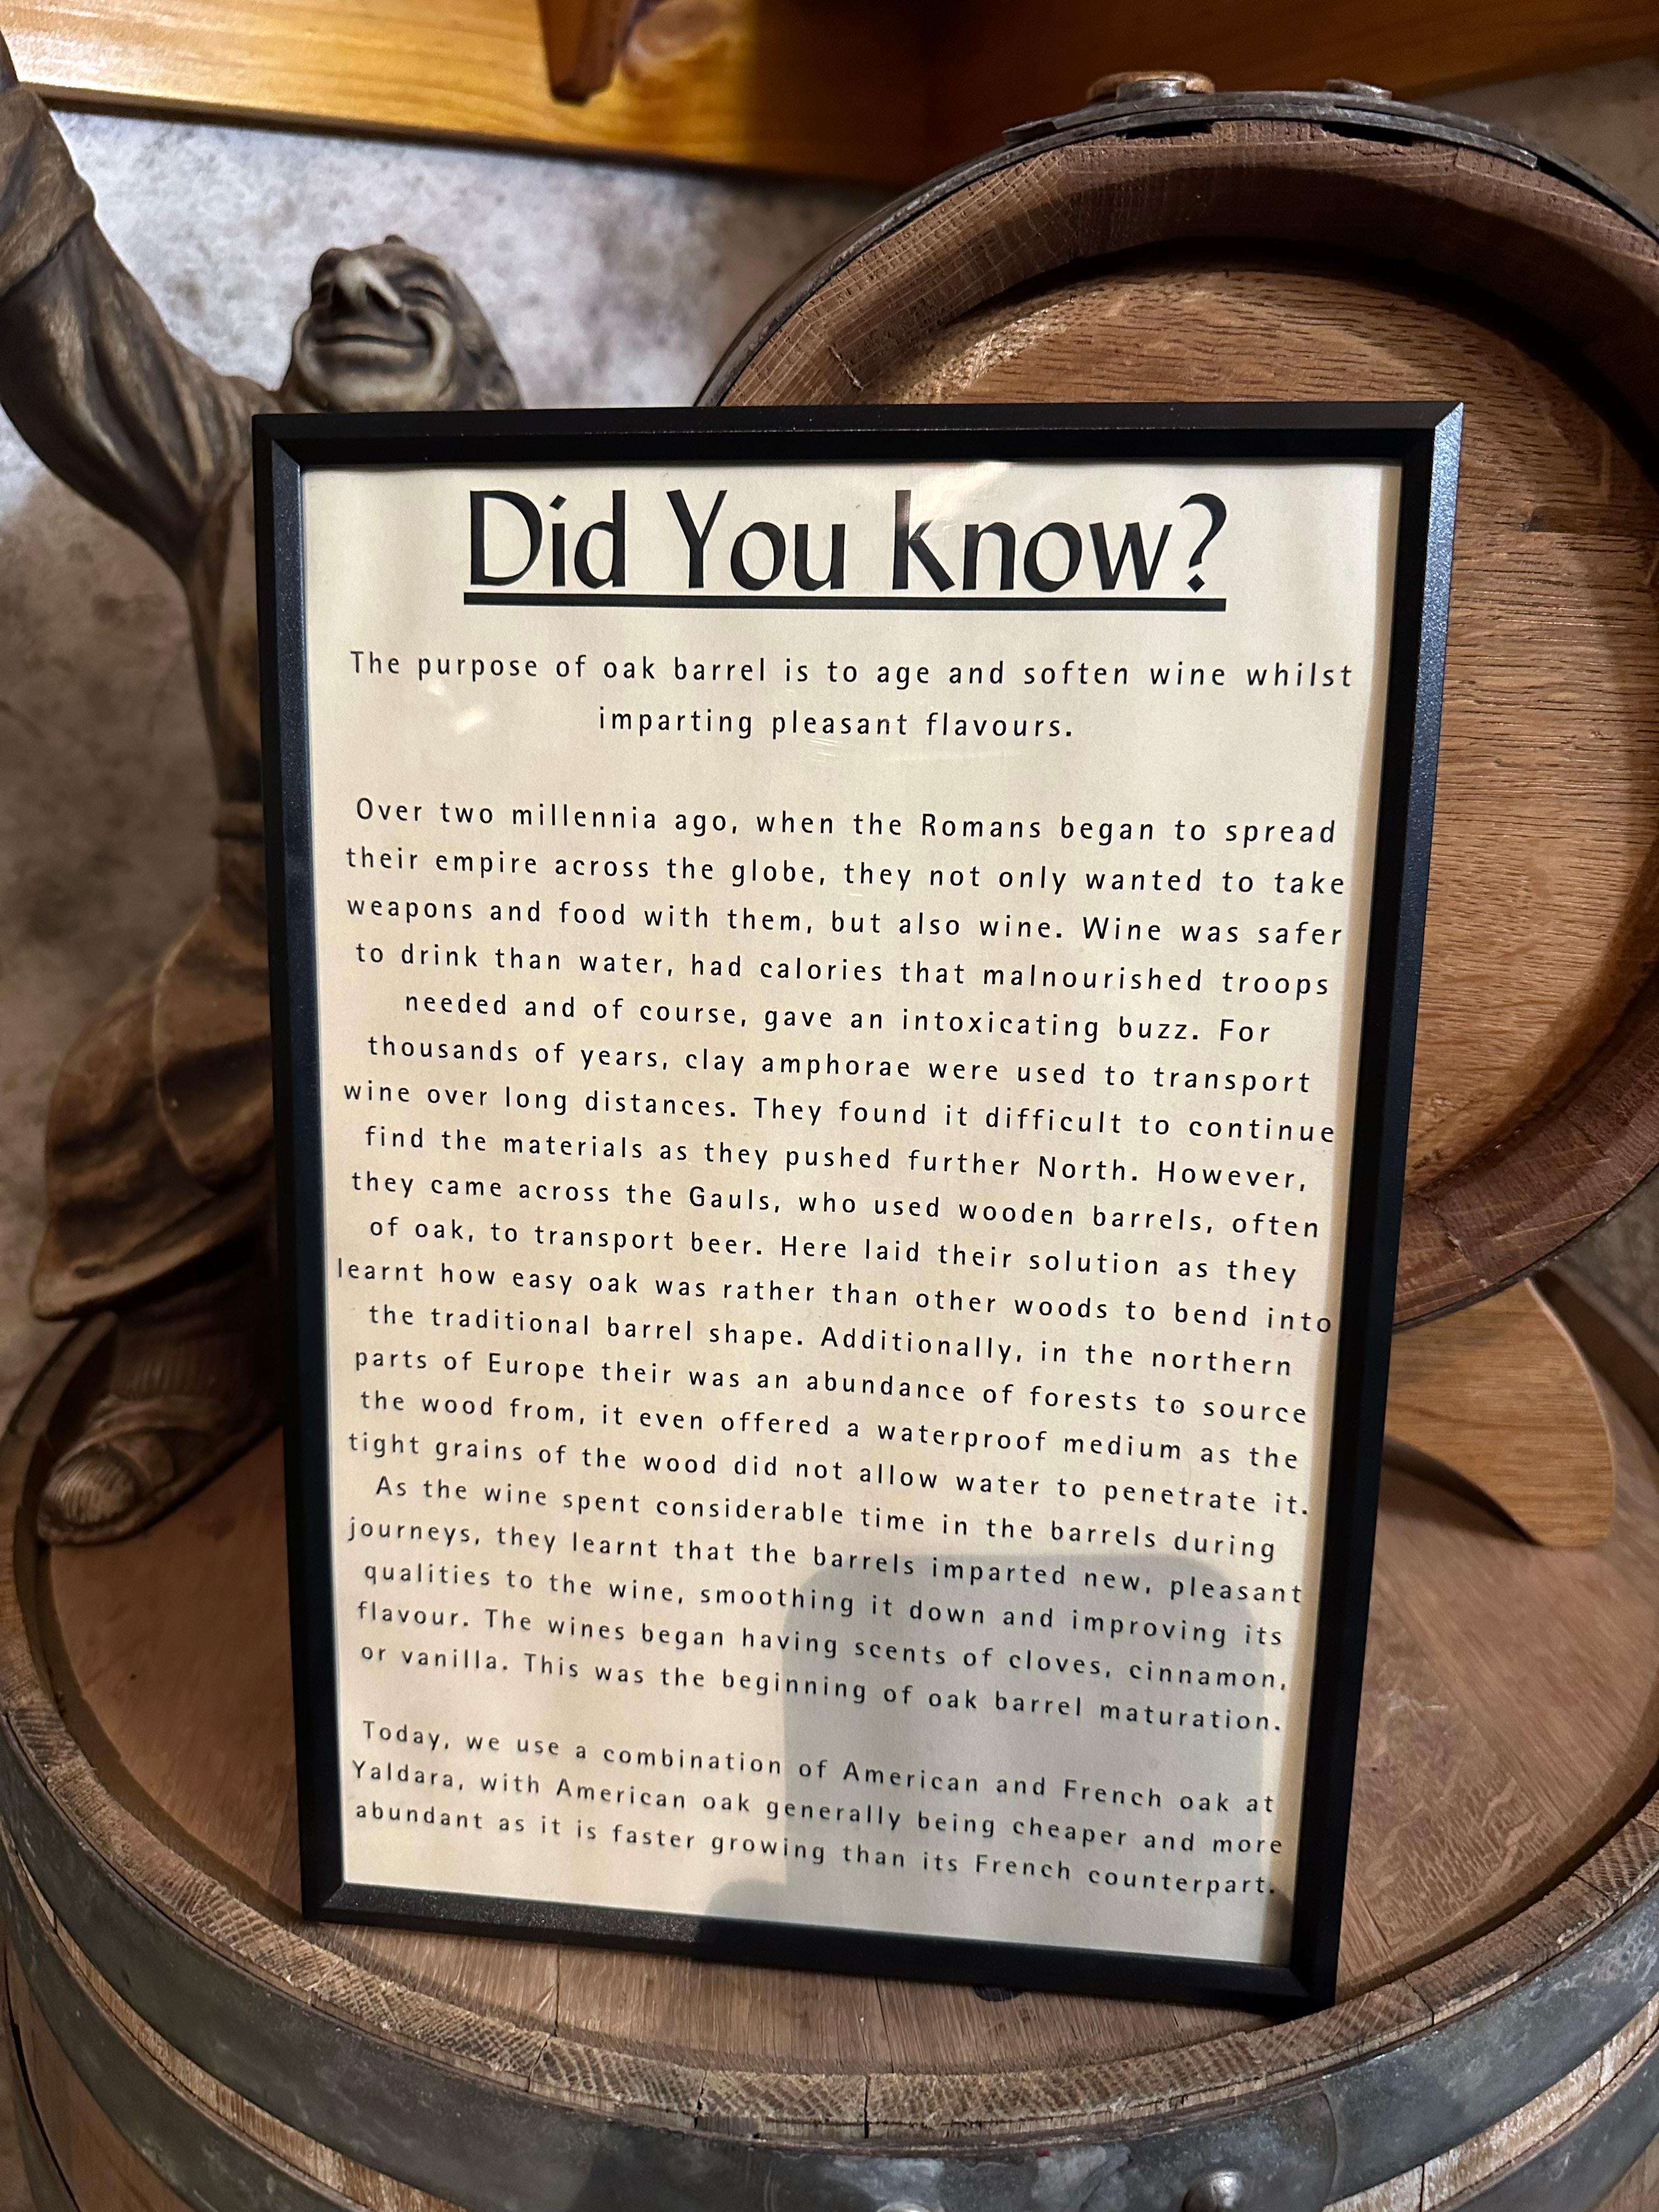 Did You Know?
The purpose of oak barrel is to age and soften wine whilst
imparting pleasant flavours.
Over two millennia ago, when the Romans began to spread
their empire across the globe, they not only wanted to take
weapons and food with them, but also wine. Wine was safer
to drink than water, had calories that malnourished troops
needed and of course, gave an intoxicating buzz. For
thousands of years, clay amphorae were used to transport
wine over long distances. They found it difficult to continue
find the materials as they pushed further North. However,
they came across the Gauls, who used wooden barrels, often
of oak, to transport beer. Here laid their solution as they
learnt how easy oak was rather than other woods to bend into
the traditional barrel shape. Additionally, in the northern
parts of Europe their was an abundance of forests to source
the wood from, it even offered a waterproof medium as the
tight grains of the wood did not allow water to penetrate it.
As the wine spent considerable time in the barrels during
journeys, they learnt that the barrels imparted new, pleasant
qualities to the wine, smoothing it down and improving its
flavour. The wines began having scents of cloves, cinnamon,
or vanilla. This was the beginning of oak barrel maturation.
Today, we use a combination of American and French oak at
Yaldara, with American oak generally being cheaper and more
abundant as it is faster growing than its French counterpart.